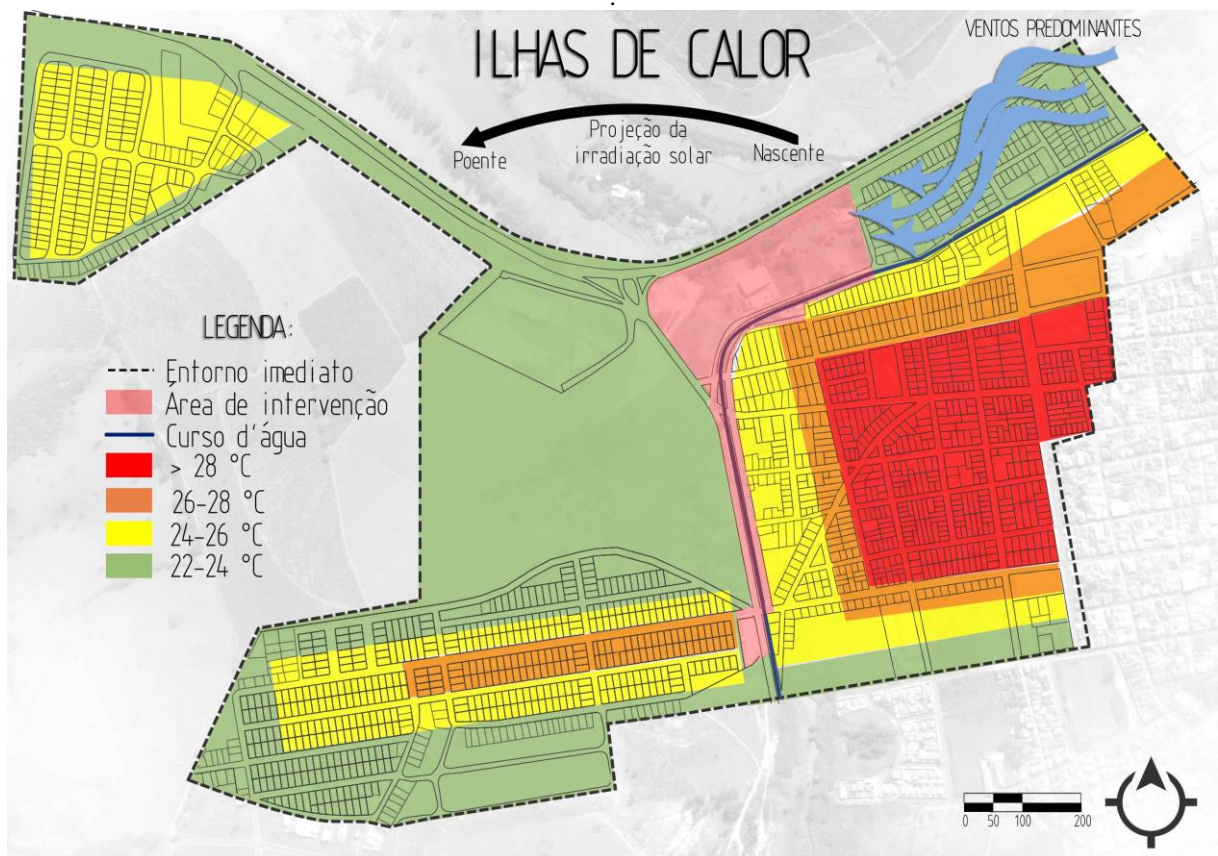 ILHAS DE CALOR
VENTOS PREDOMINANTES
Projeção da
irradiação solar
Poente
Nascente
LEGENDA:
Entorno imediato
Área de intervenção
Curso d'água
> 28 °C
26-28 °C
24-26 °C
22-24 °C
0 50 100 200